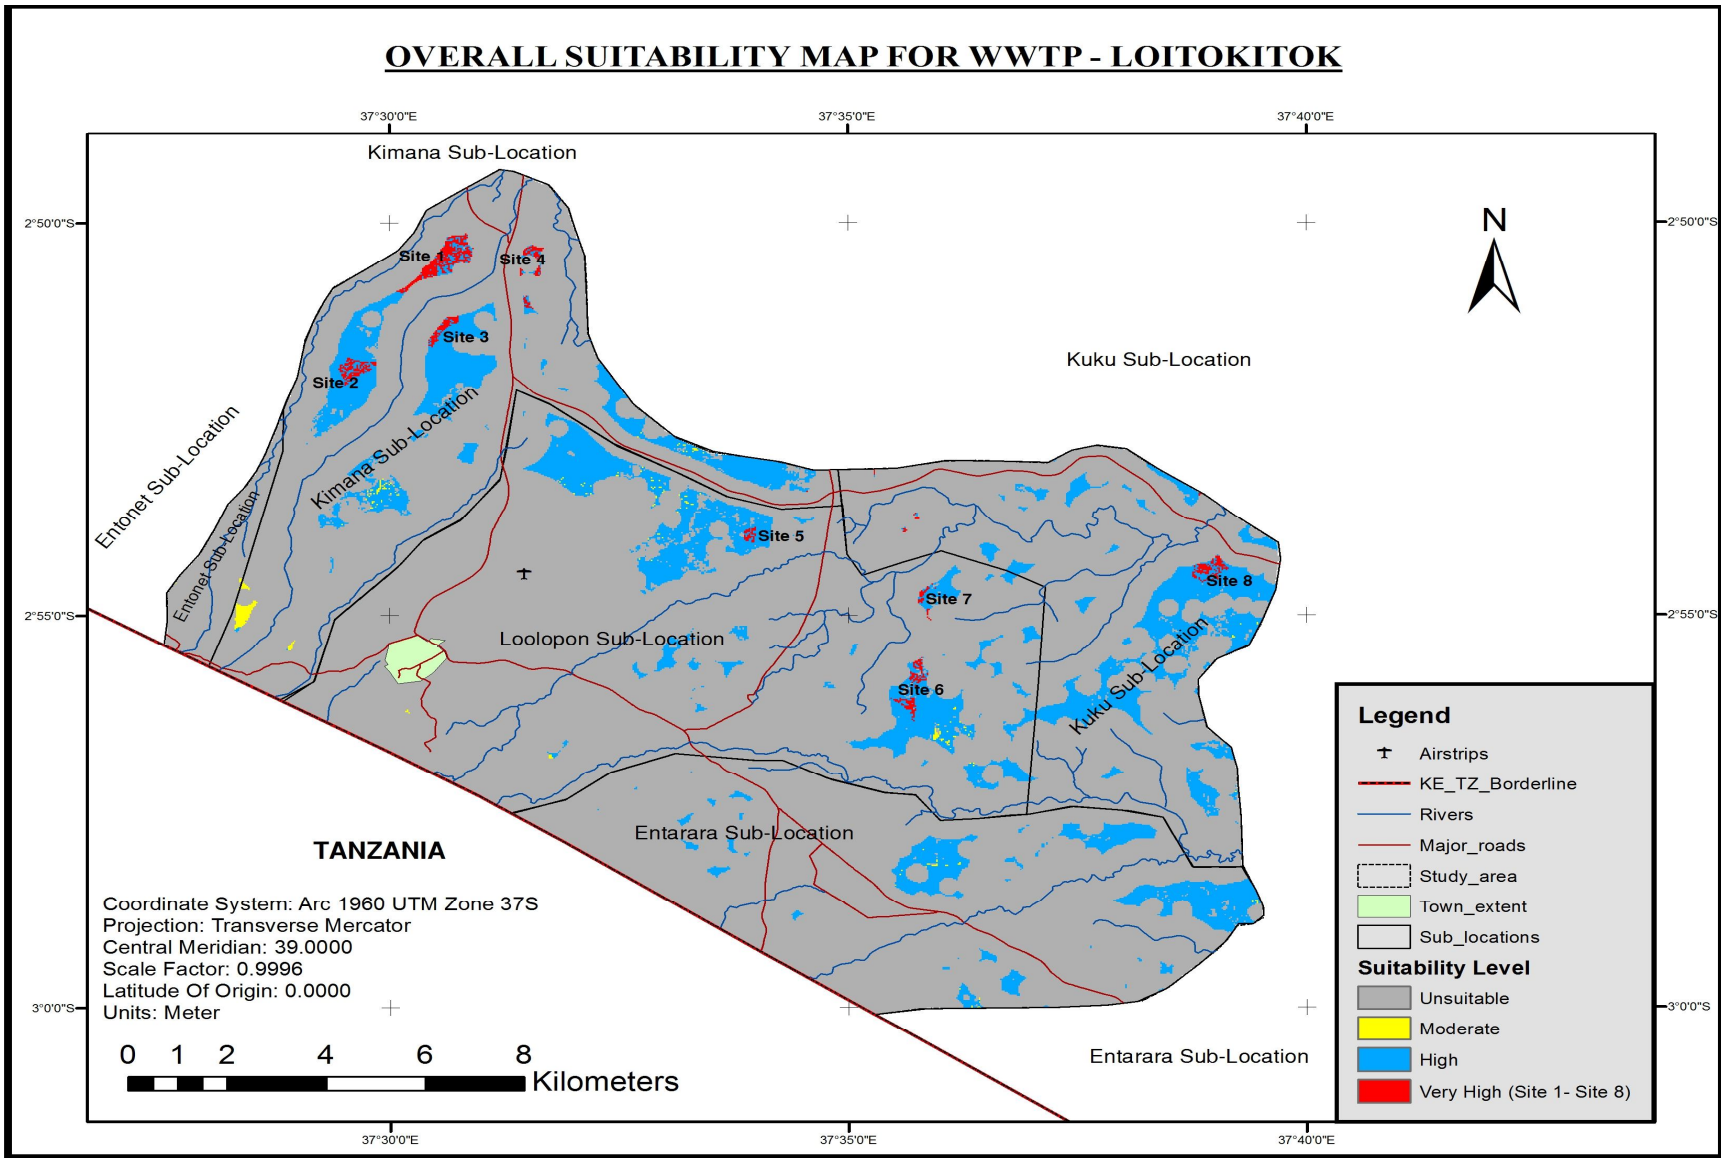 OVERALL SUITABILITY MAP FOR WWTP - LOITOKITOK
37°30'0"E
37°35'0"E
37°40'0"E
Kimana Sub-Location
2°50'0"S
2°50'0"S
N
Site 1
Site 4
Site 3
Site 2
Kuku Sub-Location
Entonet Sub-Location
Kimana Sub-Location
Entonet Sub-Location
Site 5
Site 8
Site 7
2°55'0"S
2°55'0"S
Loolopon Sub-Location
Kuku Sub-Location
Site 6
Entarara Sub-Location
TANZANIA
Coordinate System: Arc 1960 UTM Zone 37S
Projection: Transverse Mercator
Central Meridian: 39.0000
Scale Factor: 0.9996
Latitude Of Origin: 0.0000
Units: Meter
3°0'0"S
3°0'0"S
0 1 2 4 6 8
Kilometers
Entarara Sub-Location
Legend
Airstrips
KE_TZ_Borderline
Rivers
Major_roads
Study_area
Town_extent
Sub_locations
Suitability Level
Unsuitable
Moderate
High
Very High (Site 1- Site 8)
37°30'0"E
37°35'0"E
37°40'0"E